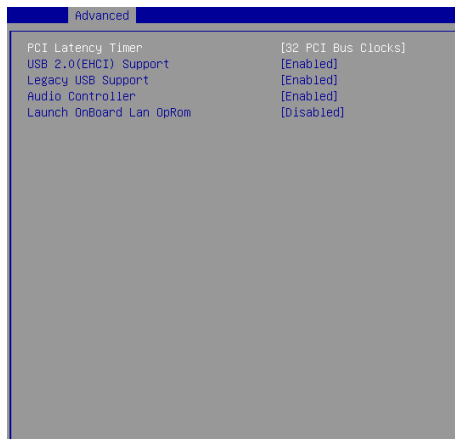 Advanced
PCI Latency Timer [32 PCI Bus Clocks]
USB 2.0(EHCI) Support [Enabled]
Legacy USB Support [Enabled]
Audio Controller [Enabled]
Launch OnBoard Lan OpRom [Disabled]